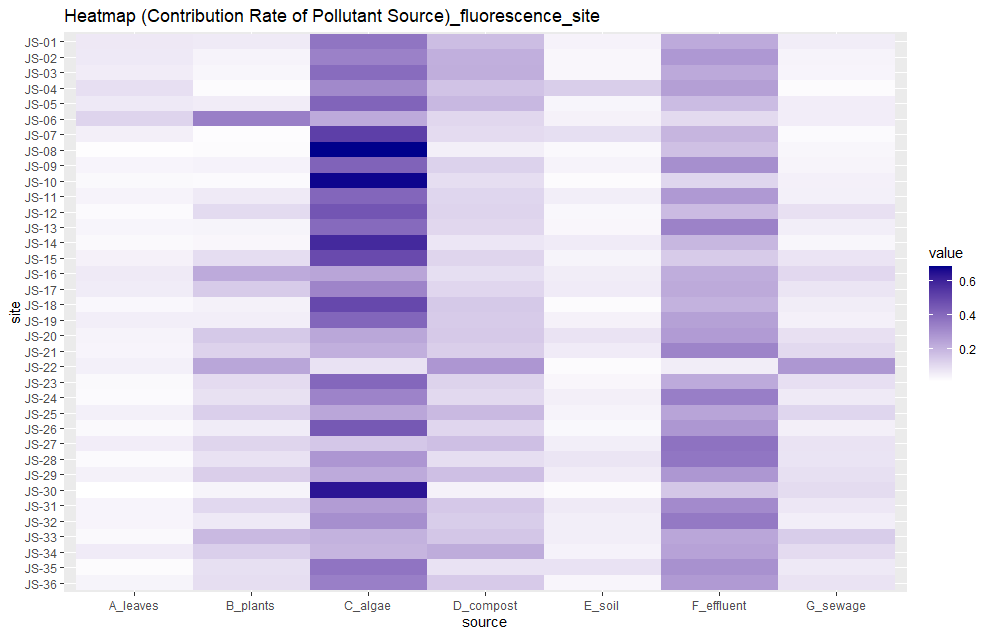 Heatmap (Contribution Rate of Pollutant Source)_fluorescence_site
JS-01
JS-02
JS-03
JS-04
JS-05
JS-06
JS-07
JS-08
JS-09
JS-10
JS-11
JS-12
JS-13
JS-14
JS-15
JS-16
JS-17
JS-18
JS-19
JS-20
JS-21
JS-22
JS-23
JS-24
JS-25
JS-26
JS-27
JS-28
JS-29
JS-30
JS-31
JS-32
JS-33
JS-34
JS-35
JS-36
site
A_leaves B_plants C_algae D_compost E_soil F_effluent G_sewage
source
value
0.6
0.4
0.2